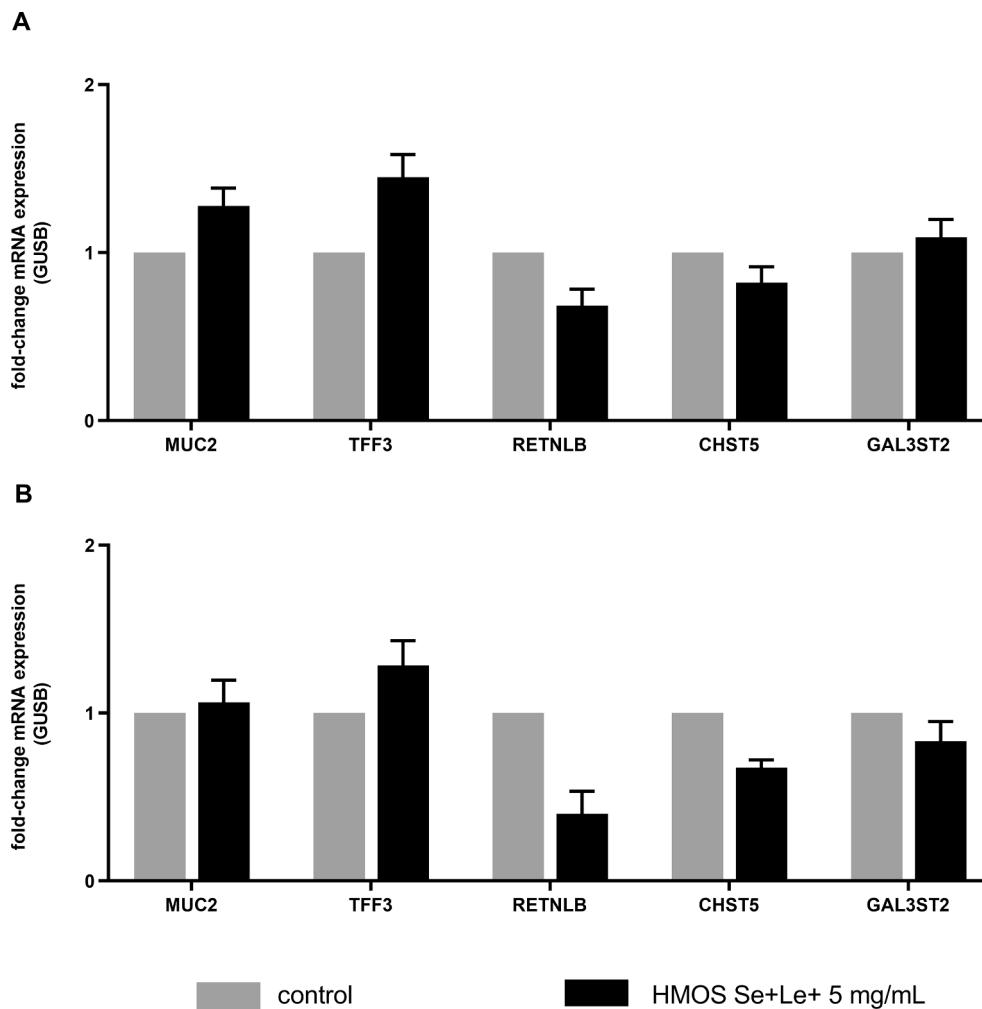 A
fold-change mRNA expression
(GUSB)
2
1
0
MUC2 TFF3 RETNLB CHST5 GAL3ST2
B
fold-change mRNA expression
(GUSB)
2
1
0
MUC2 TFF3 RETNLB CHST5 GAL3ST2
control HMOS Se+Le+ 5 mg/mL